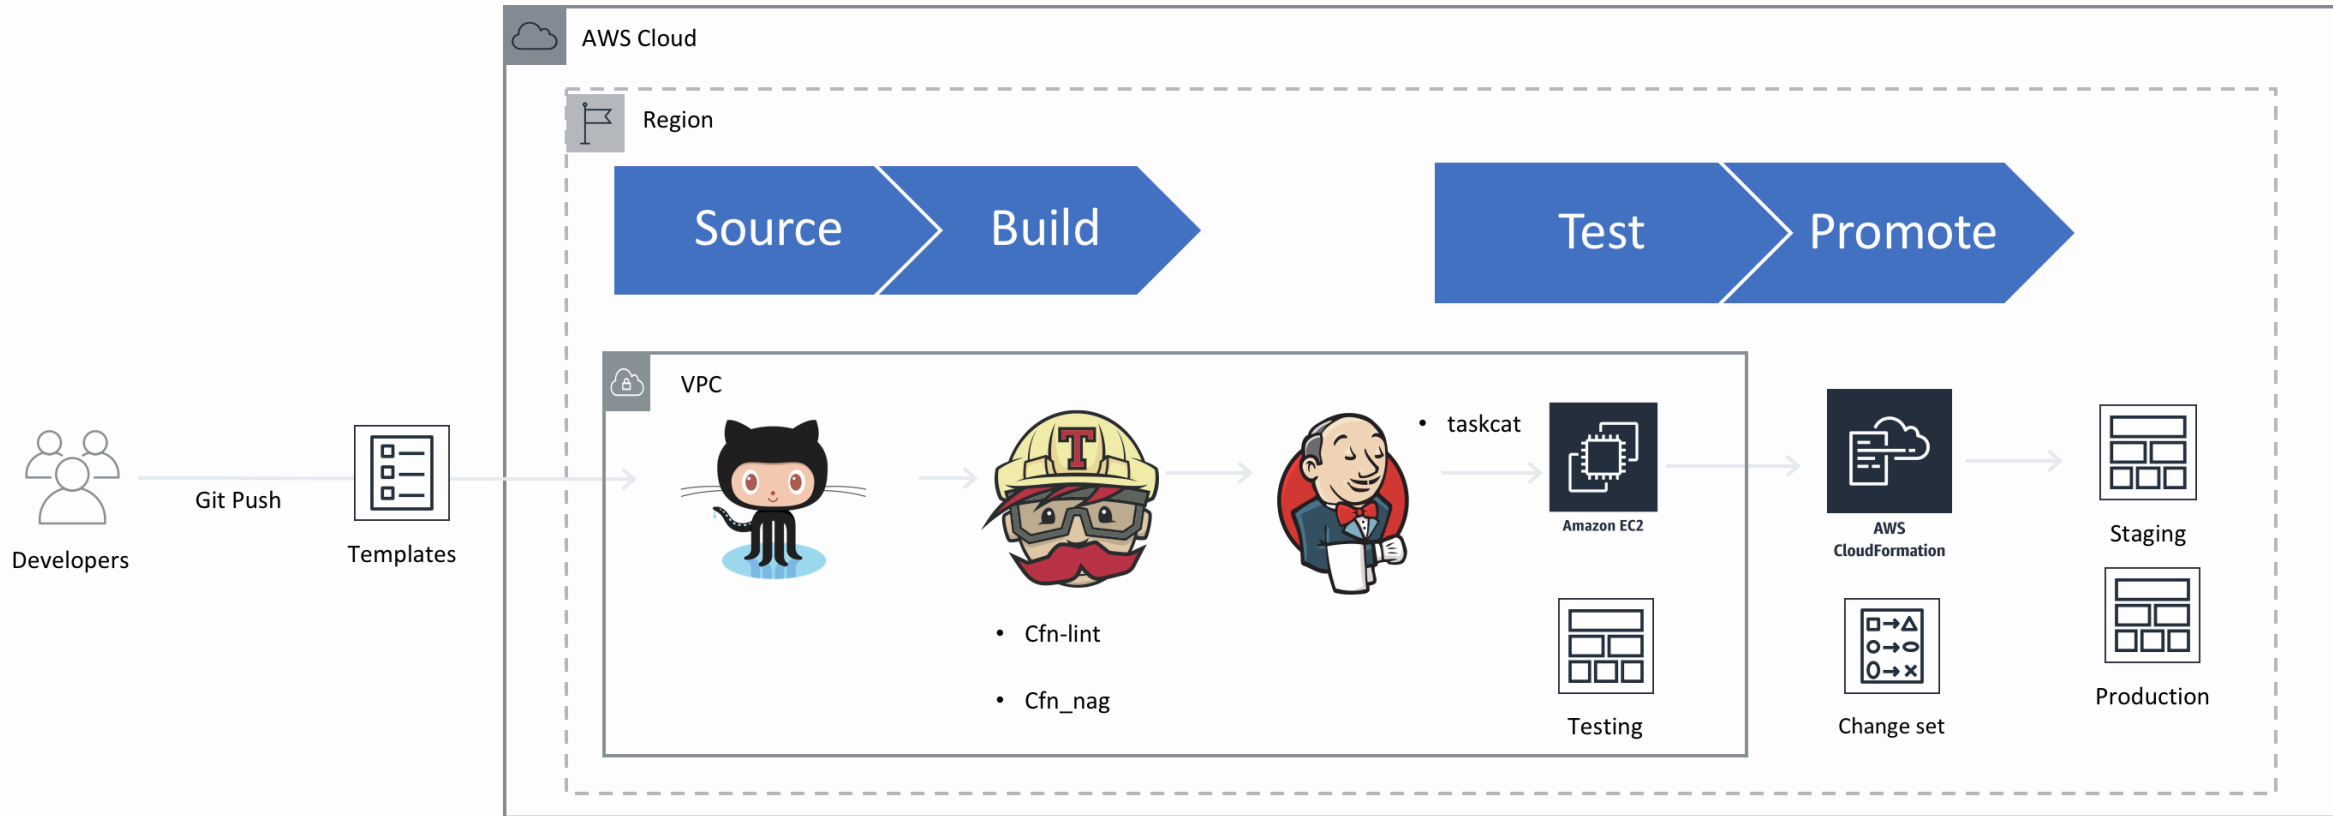 AWS Cloud
Region
Source
Build
Test
Promote
VPC
Developers
Git Push
Templates
T
Cfn-lint
Cfn_nag
taskcat
Amazon EC2
Testing
AWS
CloudFormation
Change set
Staging
Production